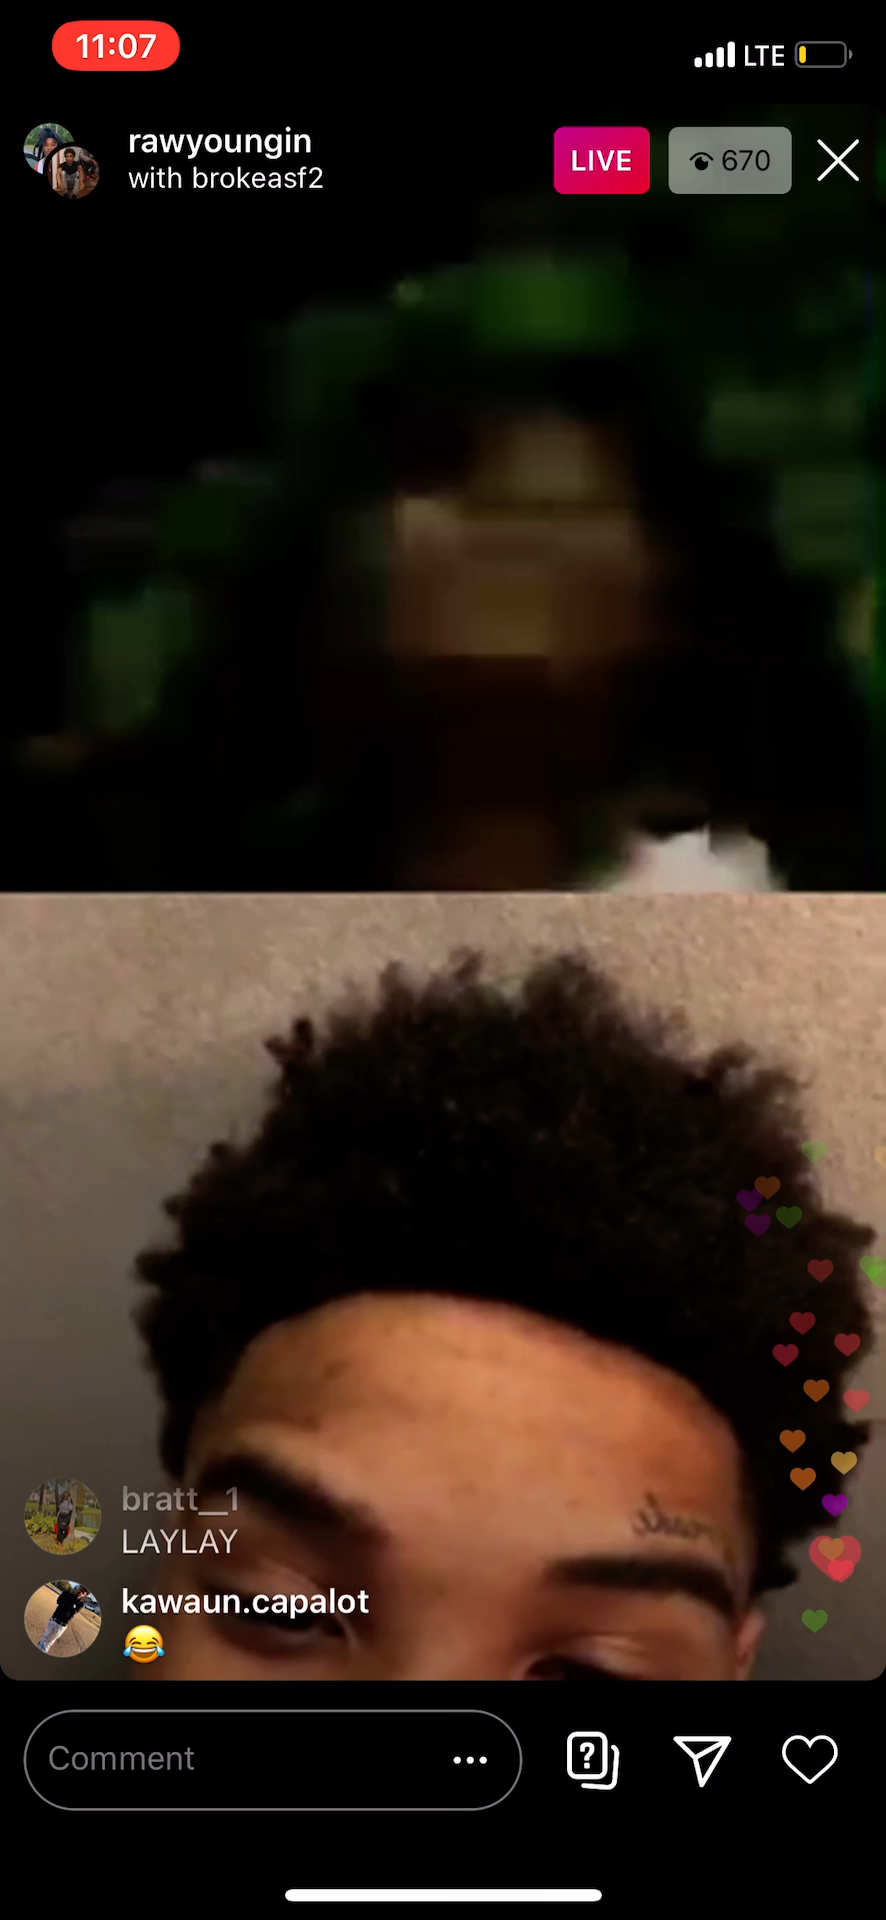 11:07
LTE
rawyoungin
with brokeasf2
LIVE
670
bratt__1
LAYLAY
kawaun.capalot
😂
Comment